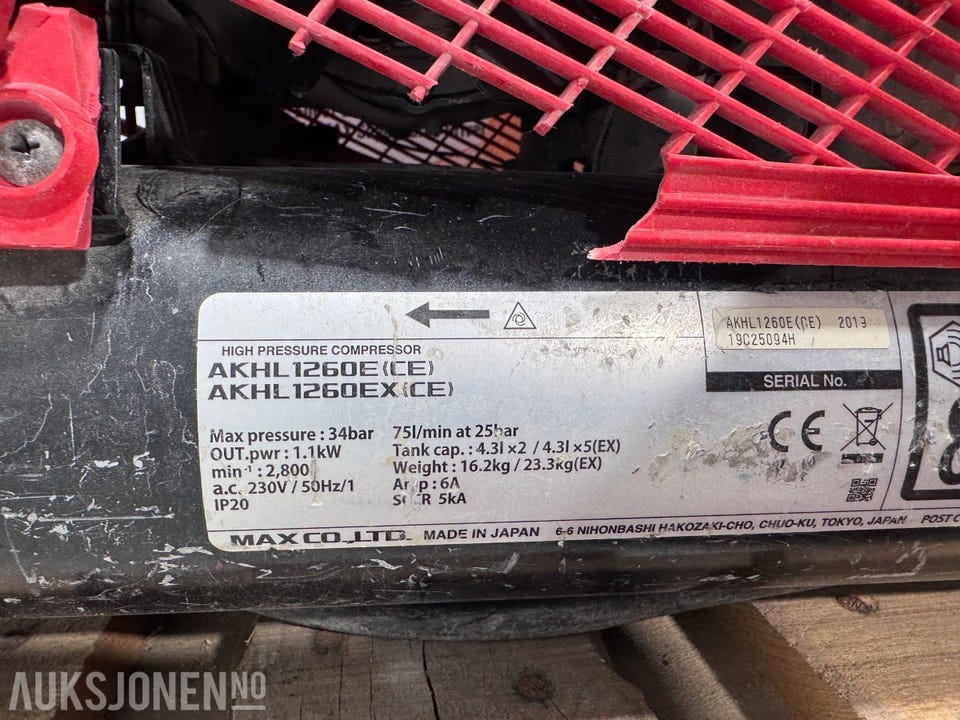 AKHL1260E(CE) 2019
19C25094H
SERIAL No.
HIGH PRESSURE COMPRESSOR
AKHL1260E(CE)
AKHL1260EX(CE)
Max pressure : 34bar 75l/min at 25bar
OUT.pwr : 1.1kW Tank cap. : 4.3l ×2 / 4.3l ×5(EX)
min⁻¹ : 2,800 Weight : 16.2kg / 23.3kg(EX)
a.c. 230V / 50Hz/1 Amp : 6A
IP20 SCCR 5kA
CE
MAX CO.,LTD. MADE IN JAPAN 6-6 NIHONBASHI HAKOZAKI-CHO, CHUO-KU, TOKYO, JAPAN POST
AUKSJONEN NO